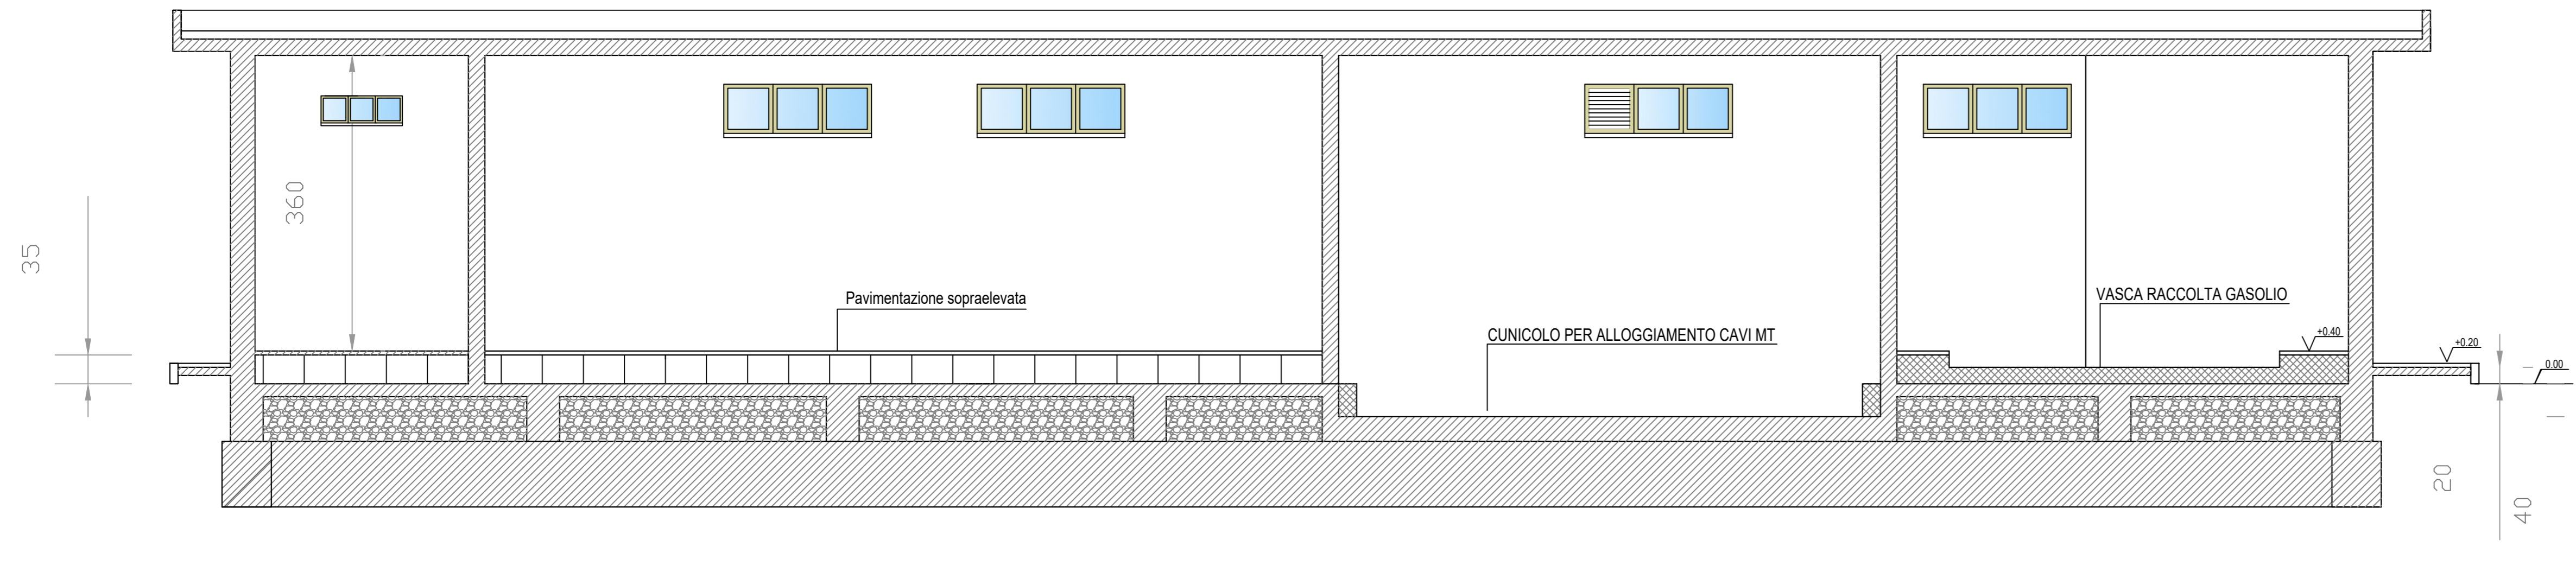 360
35
Pavimentazione sopraelevata
CUNICOLO PER ALLOGGIAMENTO CAVI MT
VASCA RACCOLTA GASOLIO
+0.40
+0.20
0.00
20
40